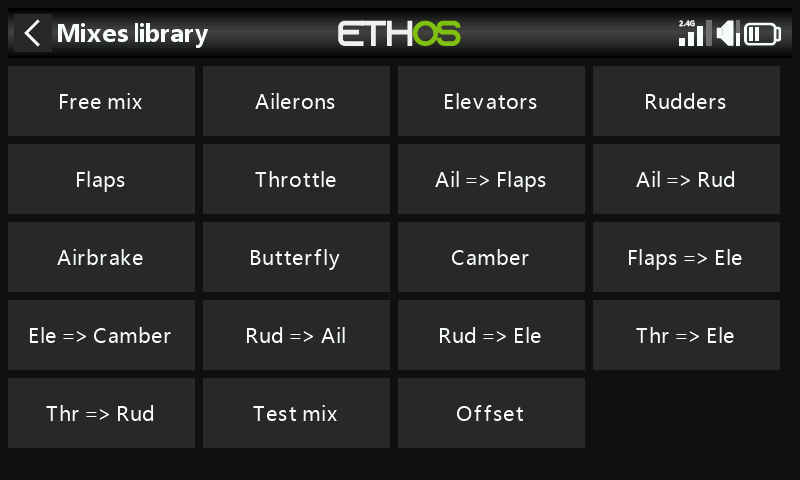 Mixes library
ETHOS
2.4G
Free mix
Ailerons
Elevators
Rudders
Flaps
Throttle
Ail => Flaps
Ail => Rud
Airbrake
Butterfly
Camber
Flaps => Ele
Ele => Camber
Rud => Ail
Rud => Ele
Thr => Ele
Thr => Rud
Test mix
Offset